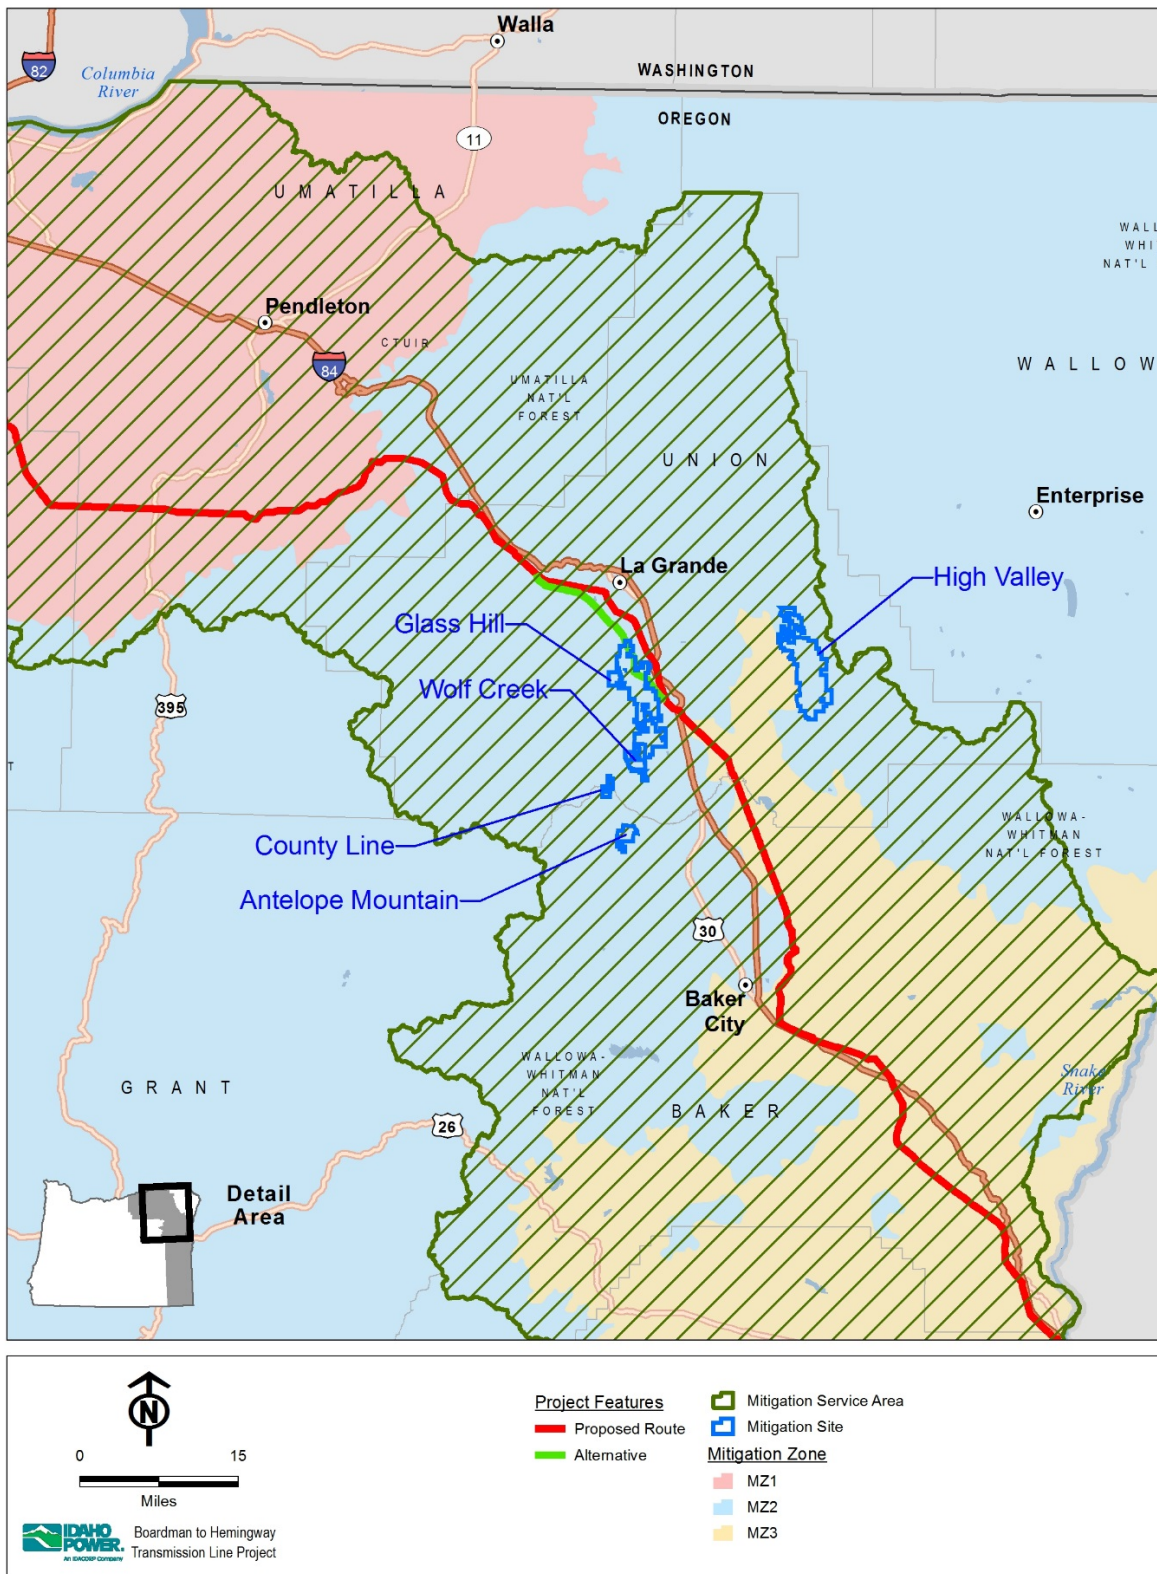 Walla
82
Columbia
River
WASHINGTON
OREGON
11
UMATILLA
WALL
WHI
NAT'L
Pendleton
CTUIR
84
UMATILLA
NAT'L
FOREST
WALLOW
UNION
Enterprise
La Grande
High Valley
Glass Hill
Wolf Creek
395
T
County Line
WALLOWA-
WHITMAN
NAT'L FOREST
Antelope Mountain
30
Baker
City
WALLOWA-
WHITMAN
NAT'L
FOREST
Snake
River
GRANT
BAKER
26
Detail
Area
N
0 15
Miles
IDAHO
POWER.
An IDACORP Company
Boardman to Hemingway
Transmission Line Project
Project Features
Proposed Route
Alternative
Mitigation Service Area
Mitigation Site
Mitigation Zone
MZ1
MZ2
MZ3